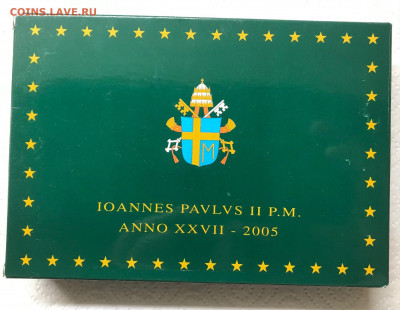 COINS.LAVE.RU
M
IOANNES PAVLVS II P.M.
ANNO XXVII - 2005